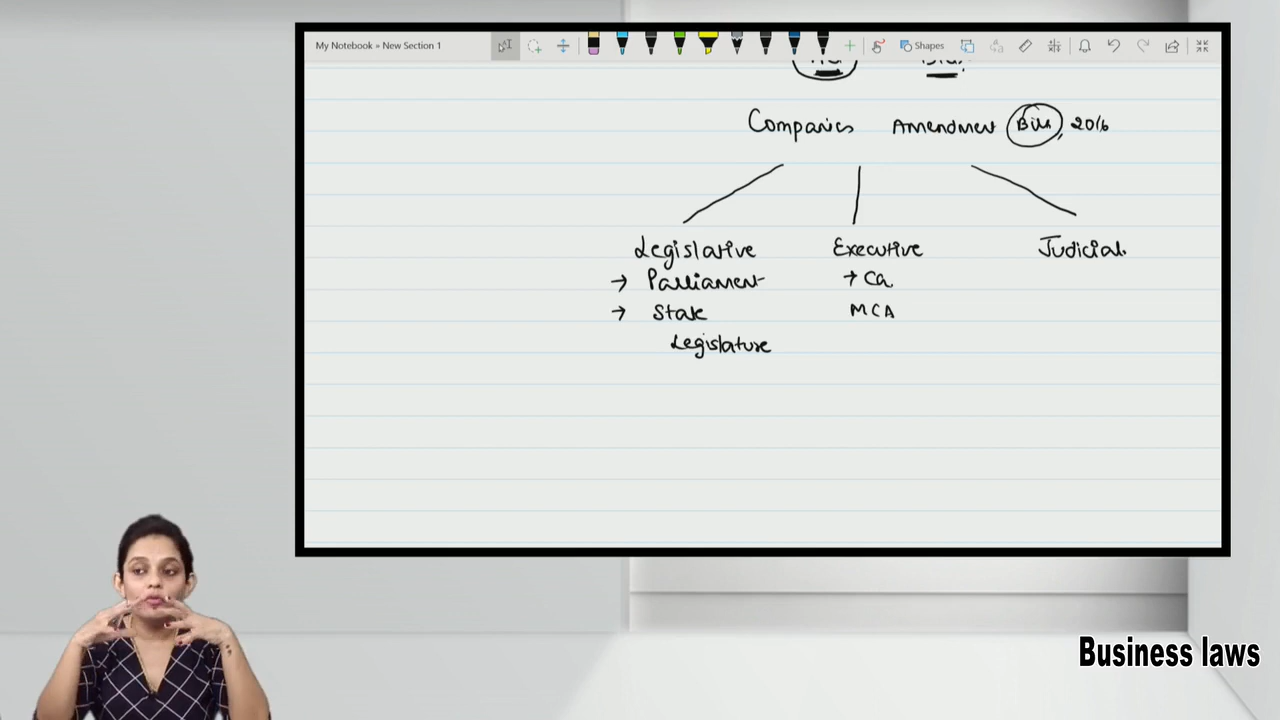 My Notebook » New Section 1
Shapes
Companies Amendment Bill, 2016
Legislative Executive Judicial.
→ Parliament → CG
→ State MCA
Legislature
Business laws